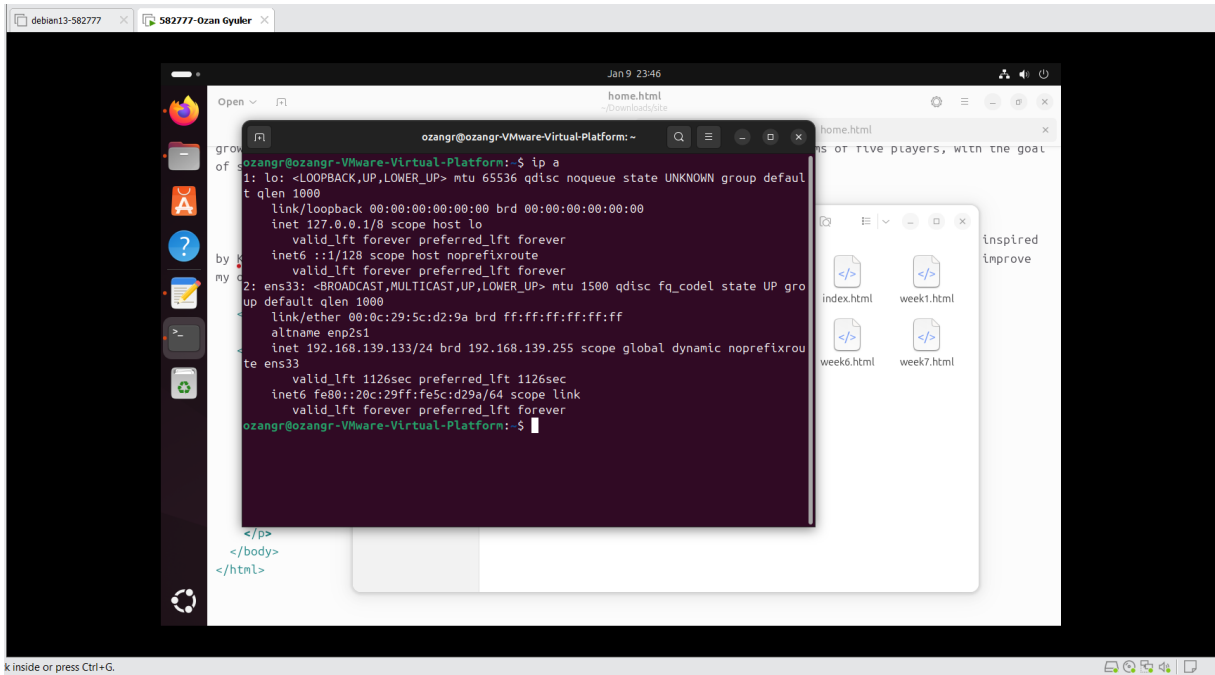 debian13-582777
582777-Ozan Gyuler
Jan 9 23:46
Open
home.html
~/Downloads/site
home.html
ozangr@ozangr-VMware-Virtual-Platform: ~
ozangr@ozangr-VMware-Virtual-Platform:~$ ip a
1: lo: <LOOPBACK,UP,LOWER_UP> mtu 65536 qdisc noqueue state UNKNOWN group defaul
t qlen 1000
link/loopback 00:00:00:00:00:00 brd 00:00:00:00:00:00
inet 127.0.0.1/8 scope host lo
valid_lft forever preferred_lft forever
inet6 ::1/128 scope host noprefixroute
valid_lft forever preferred_lft forever
2: ens33: <BROADCAST,MULTICAST,UP,LOWER_UP> mtu 1500 qdisc fq_codel state UP gro
up default qlen 1000
link/ether 00:0c:29:5c:d2:9a brd ff:ff:ff:ff:ff:ff
altname enp2s1
inet 192.168.139.133/24 brd 192.168.139.255 scope global dynamic noprefixrou
te ens33
valid_lft 1126sec preferred_lft 1126sec
inet6 fe80::20c:29ff:fe5c:d29a/64 scope link
valid_lft forever preferred_lft forever
ozangr@ozangr-VMware-Virtual-Platform:~$
grow
of five players, with the goal
of
inspired
by
improve
my
index.html
week1.html
week6.html
week7.html
</p>
</body>
</html>
k inside or press Ctrl+G.